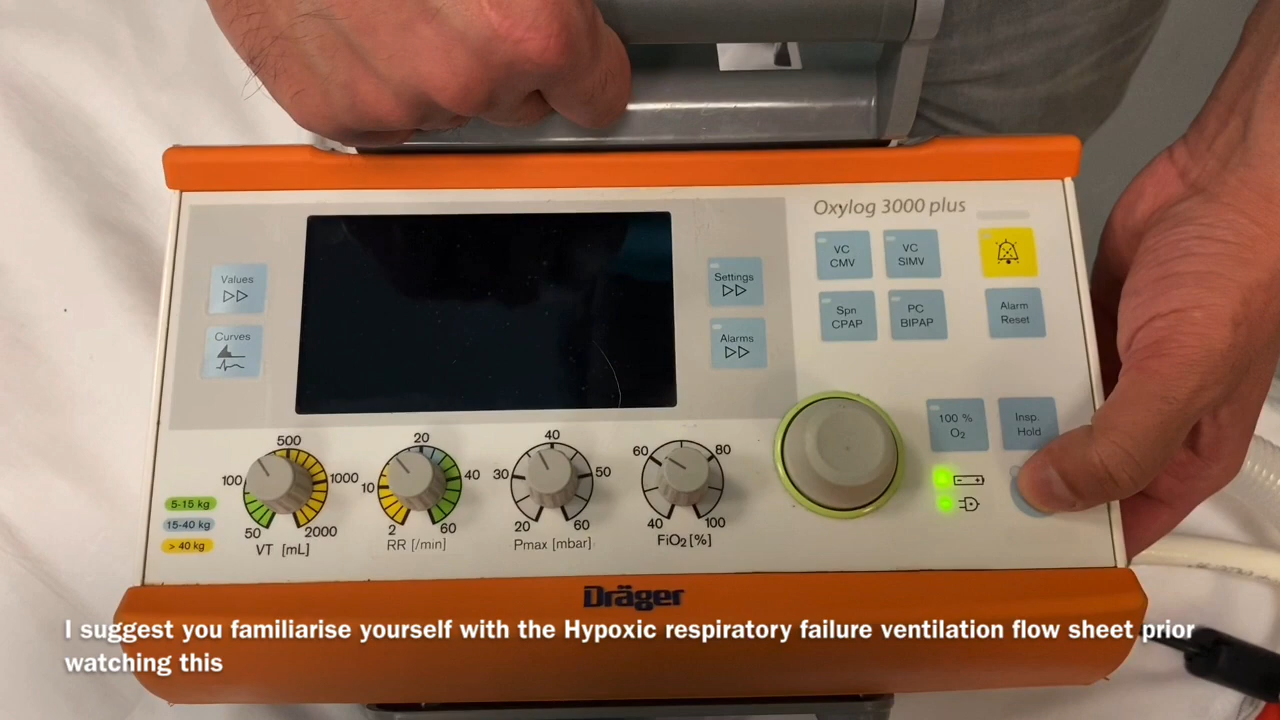 Oxylog 3000 plus
Values
Curves
Settings
Alarms
VC
CMV
VC
SIMV
Spn
CPAP
PC
BIPAP
Alarm
Reset
100 %
O₂
Insp.
Hold
5-15 kg
15-40 kg
> 40 kg
50
100
500
1000
2000
VT [mL]
2
10
20
40
60
RR [/min]
20
30
40
50
60
Pmax [mbar]
40
60
80
100
FiO₂ [%]
Dräger
I suggest you familiarise yourself with the Hypoxic respiratory failure ventilation flow sheet prior
watching this